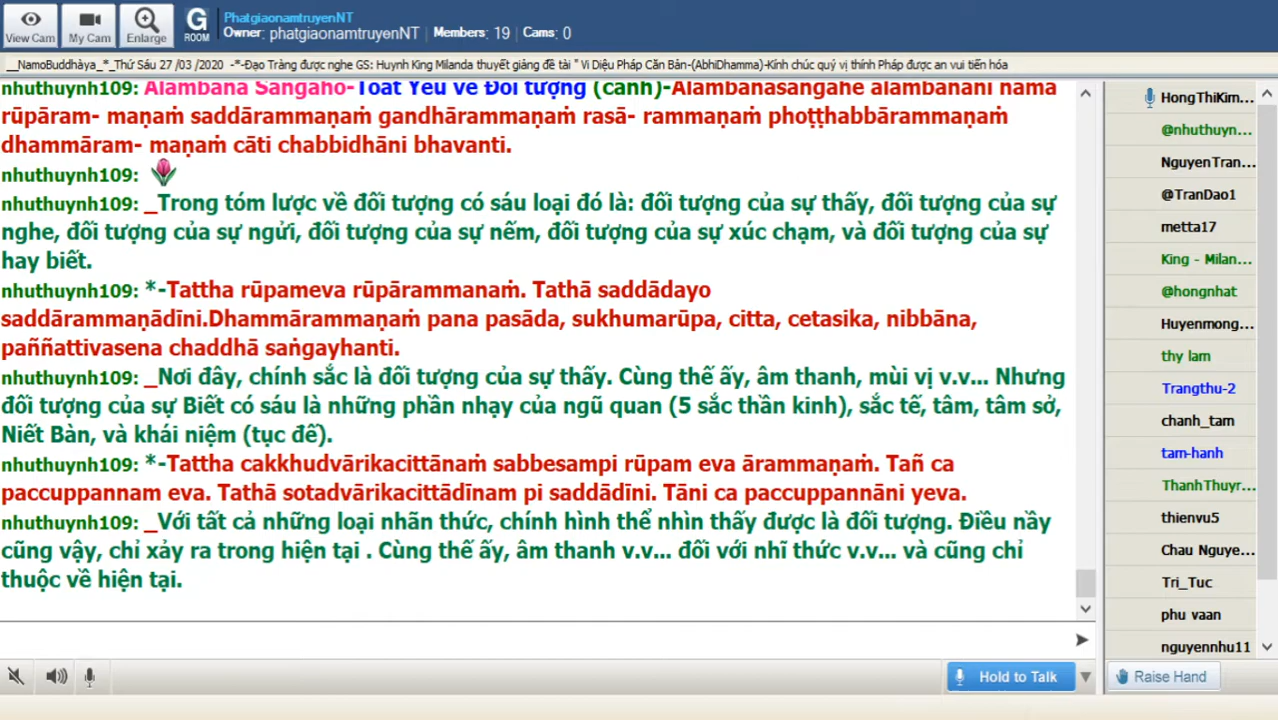 View Cam
My Cam
Enlarge
G
ROOM
PhatgiaonamtruyenNT
Owner: phatgiaonamtruyenNT | Members: 19 | Cams: 0
__NamoBuddhàya_*_Thứ Sáu 27 /03 /2020 -*-Đạo Tràng được nghe GS: Huynh King Milanda thuyết giảng đề tài " Vi Diệu Pháp Căn Bản-(AbhiDhamma)-Kính chúc quý vị thính Pháp được an vui tiến hóa
nhuthuynh109: Ālambana Saṅgaho-Toát Yếu về Đối tượng (cảnh)-Ālambanasaṅgahe ālambanāni nāma
rūpāram- maṇaṁ saddārammaṇaṁ gandhārammaṇaṁ rasā- rammaṇaṁ phoṭṭhabbārammaṇaṁ
dhammāram- maṇaṁ cāti chabbidhāni bhavanti.
nhuthuynh109:
nhuthuynh109: _Trong tóm lược về đối tượng có sáu loại đó là: đối tượng của sự thấy, đối tượng của sự
nghe, đối tượng của sự ngửi, đối tượng của sự nếm, đối tượng của sự xúc chạm, và đối tượng của sự
hay biết.
nhuthuynh109: *-Tattha rūpameva rūpārammanaṁ. Tathā saddādayo
saddārammaṇādīni.Dhammārammaṇaṁ pana pasāda, sukhumarūpa, citta, cetasika, nibbāna,
paññattivasena chaddhā saṅgayhanti.
nhuthuynh109: _Nơi đây, chính sắc là đối tượng của sự thấy. Cùng thế ấy, âm thanh, mùi vị v.v... Nhưng
đối tượng của sự Biết có sáu là những phần nhạy của ngũ quan (5 sắc thần kinh), sắc tế, tâm, tâm sở,
Niết Bàn, và khái niệm (tục đế).
nhuthuynh109: *-Tattha cakkhudvārikacittānaṁ sabbesampi rūpam eva ārammaṇaṁ. Tañ ca
paccuppannam eva. Tathā sotadvārikacittādīnam pi saddādīni. Tāni ca paccuppannāni yeva.
nhuthuynh109: _Với tất cả những loại nhãn thức, chính hình thể nhìn thấy được là đối tượng. Điều nầy
cũng vậy, chỉ xảy ra trong hiện tại . Cùng thế ấy, âm thanh v.v... đối với nhĩ thức v.v... và cũng chỉ
thuộc về hiện tại.
HongThiKim...
@nhuthuyn...
NguyenTran...
@TranDao1
metta17
King - Milan...
@hongnhat
Huyenmong...
thy lam
Trangthu-2
chanh_tam
tam-hanh
ThanhThuyr...
thienvu5
Chau Nguye...
Tri_Tuc
phu vaan
nguyennhu11
Hold to Talk
Raise Hand